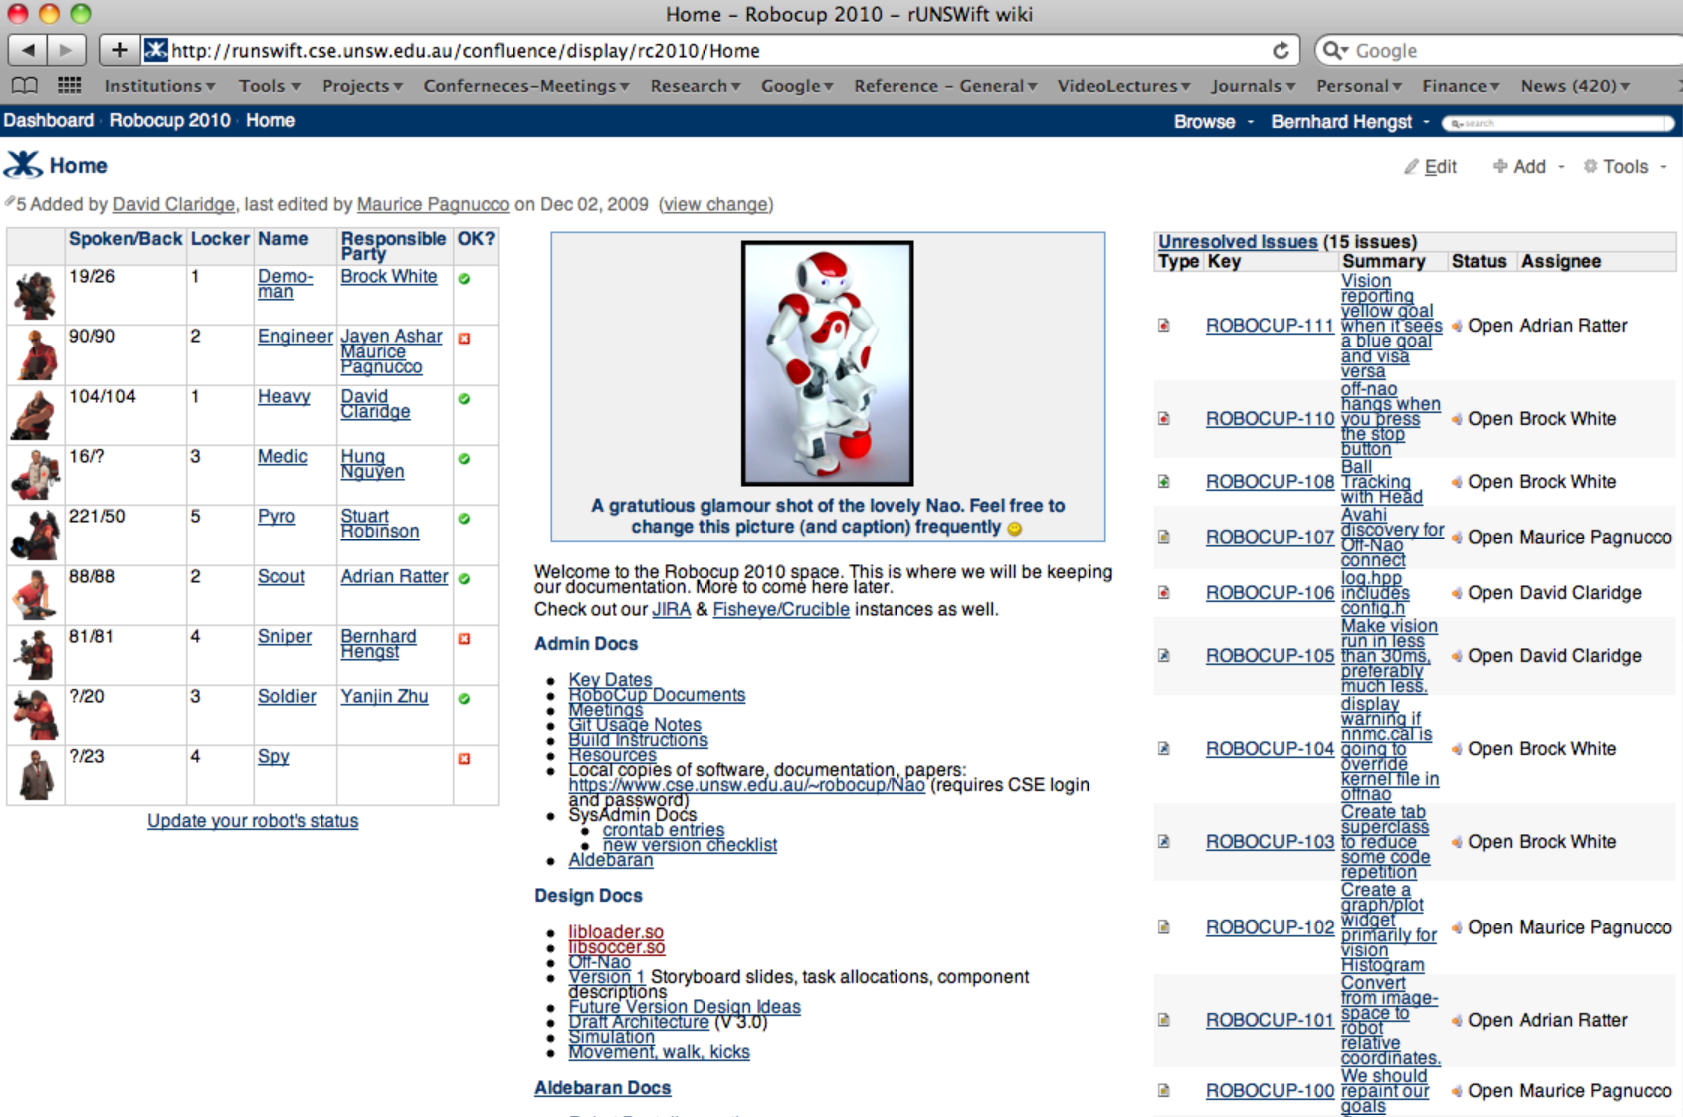 Home – Robocup 2010 – rUNSWift wiki
http://runswift.cse.unsw.edu.au/confluence/display/rc2010/Home
Google
Institutions Tools Projects Conferneces-Meetings Research Google Reference - General VideoLectures Journals Personal Finance News (420)
Dashboard Robocup 2010 Home
Browse Bernhard Hengst search
Home
Edit Add Tools
5 Added by David Claridge, last edited by Maurice Pagnucco on Dec 02, 2009 (view change)
Spoken/Back Locker Name Responsible Party OK?
19/26 1 Demo-man Brock White
90/90 2 Engineer Jayen Ashar Maurice Pagnucco
104/104 1 Heavy David Claridge
16/? 3 Medic Hung Nguyen
221/50 5 Pyro Stuart Robinson
88/88 2 Scout Adrian Ratter
81/81 4 Sniper Bernhard Hengst
?/20 3 Soldier Yanjin Zhu
?/23 4 Spy
Update your robot's status
A gratutious glamour shot of the lovely Nao. Feel free to
change this picture (and caption) frequently
Welcome to the Robocup 2010 space. This is where we will be keeping
our documentation. More to come here later.
Check out our JIRA & Fisheye/Crucible instances as well.
Admin Docs
Key Dates
RoboCup Documents
Meetings
Git Usage Notes
Build Instructions
Resources
Local copies of software, documentation, papers:
https://www.cse.unsw.edu.au/~robocup/Nao (requires CSE login
and password)
SysAdmin Docs
crontab entries
new version checklist
Aldebaran
Design Docs
libloader.so
libsoccer.so
Off-Nao
Version 1 Storyboard slides, task allocations, component
descriptions
Future Version Design Ideas
Draft Architecture (V 3.0)
Simulation
Movement, walk, kicks
Aldebaran Docs
Unresolved Issues (15 issues)
Type Key Summary Status Assignee
ROBOCUP-111 Vision reporting yellow goal when it sees a blue goal and visa versa Open Adrian Ratter
ROBOCUP-110 off-nao hangs when you press the stop button Open Brock White
ROBOCUP-108 Ball Tracking with Head Open Brock White
ROBOCUP-107 Avahi discovery for Off-Nao connect Open Maurice Pagnucco
ROBOCUP-106 log.hpp includes config.h Open David Claridge
ROBOCUP-105 Make vision run in less than 30ms, preferably much less. Open David Claridge
ROBOCUP-104 display warning if nnmc.cal is going to override kernel file in offnao Open Brock White
ROBOCUP-103 Create tab superclass to reduce some code repetition Open Brock White
ROBOCUP-102 Create a graph/plot widget primarily for vision Histogram Open Maurice Pagnucco
ROBOCUP-101 Convert from image-space to robot relative coordinates. Open Adrian Ratter
ROBOCUP-100 We should repaint our goals Open Maurice Pagnucco